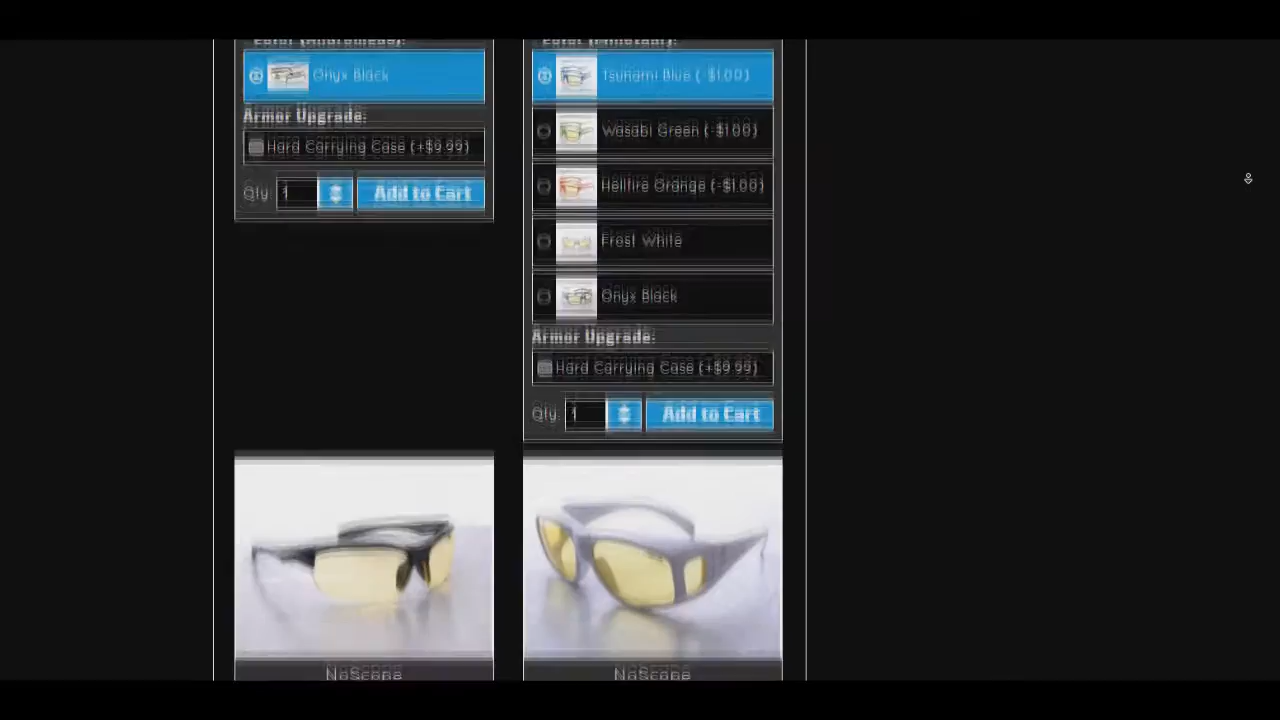 Onyx Black
Armor Upgrade:
Hard Carrying Case (+$9.99)
Qty: 1
Add to Cart
Tsunami Blue (-$1.00)
Wasabi Green (-$1.00)
Hellfire Orange (-$1.00)
Frost White
Onyx Black
Armor Upgrade:
Hard Carrying Case (+$9.99)
Qty: 1
Add to Cart
NoScope
NoScope